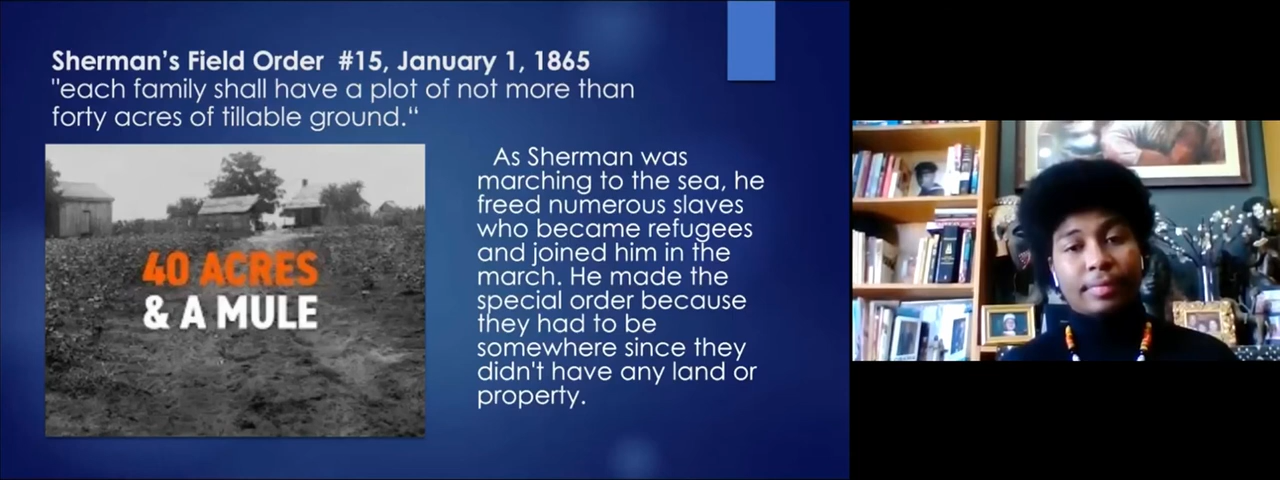 Sherman's Field Order #15, January 1, 1865
"each family shall have a plot of not more than
forty acres of tillable ground.“
40 ACRES
& A MULE
As Sherman was
marching to the sea, he
freed numerous slaves
who became refugees
and joined him in the
march. He made the
special order because
they had to be
somewhere since they
didn't have any land or
property.